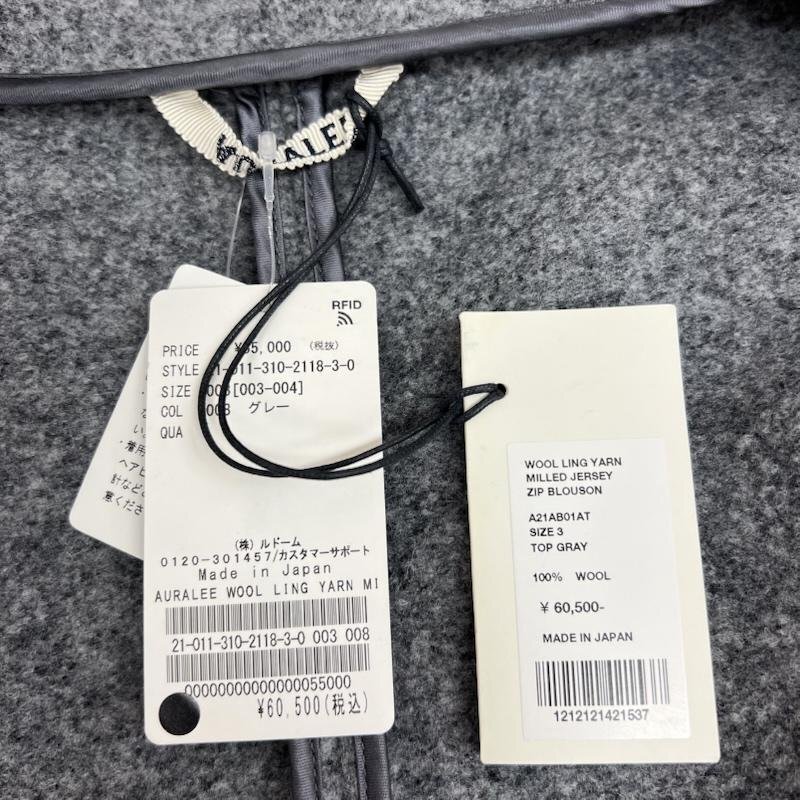 RFID
PRICE ¥55,000 (税抜)
STYLE 21-011-310-2118-3-0
SIZE 003[003-004]
COL 008 グレー
QUA
(株)ルドーム
0120-301457/カスタマーサポート
Made in Japan
AURALEE WOOL LING YARN MI
21-011-310-2118-3-0 003 008
00000000000000055000
¥60,500(税込)
WOOL LING YARN
MILLED JERSEY
ZIP BLOUSON
A21AB01AT
SIZE 3
TOP GRAY
100% WOOL
¥ 60,500-
MADE IN JAPAN
1212121421537